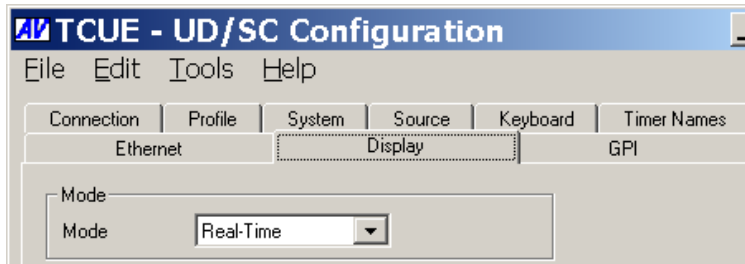 AV TCUE - UD/SC Configuration
File Edit Tools Help
Connection Profile System Source Keyboard Timer Names
Ethernet Display GPI
Mode
Mode Real-Time